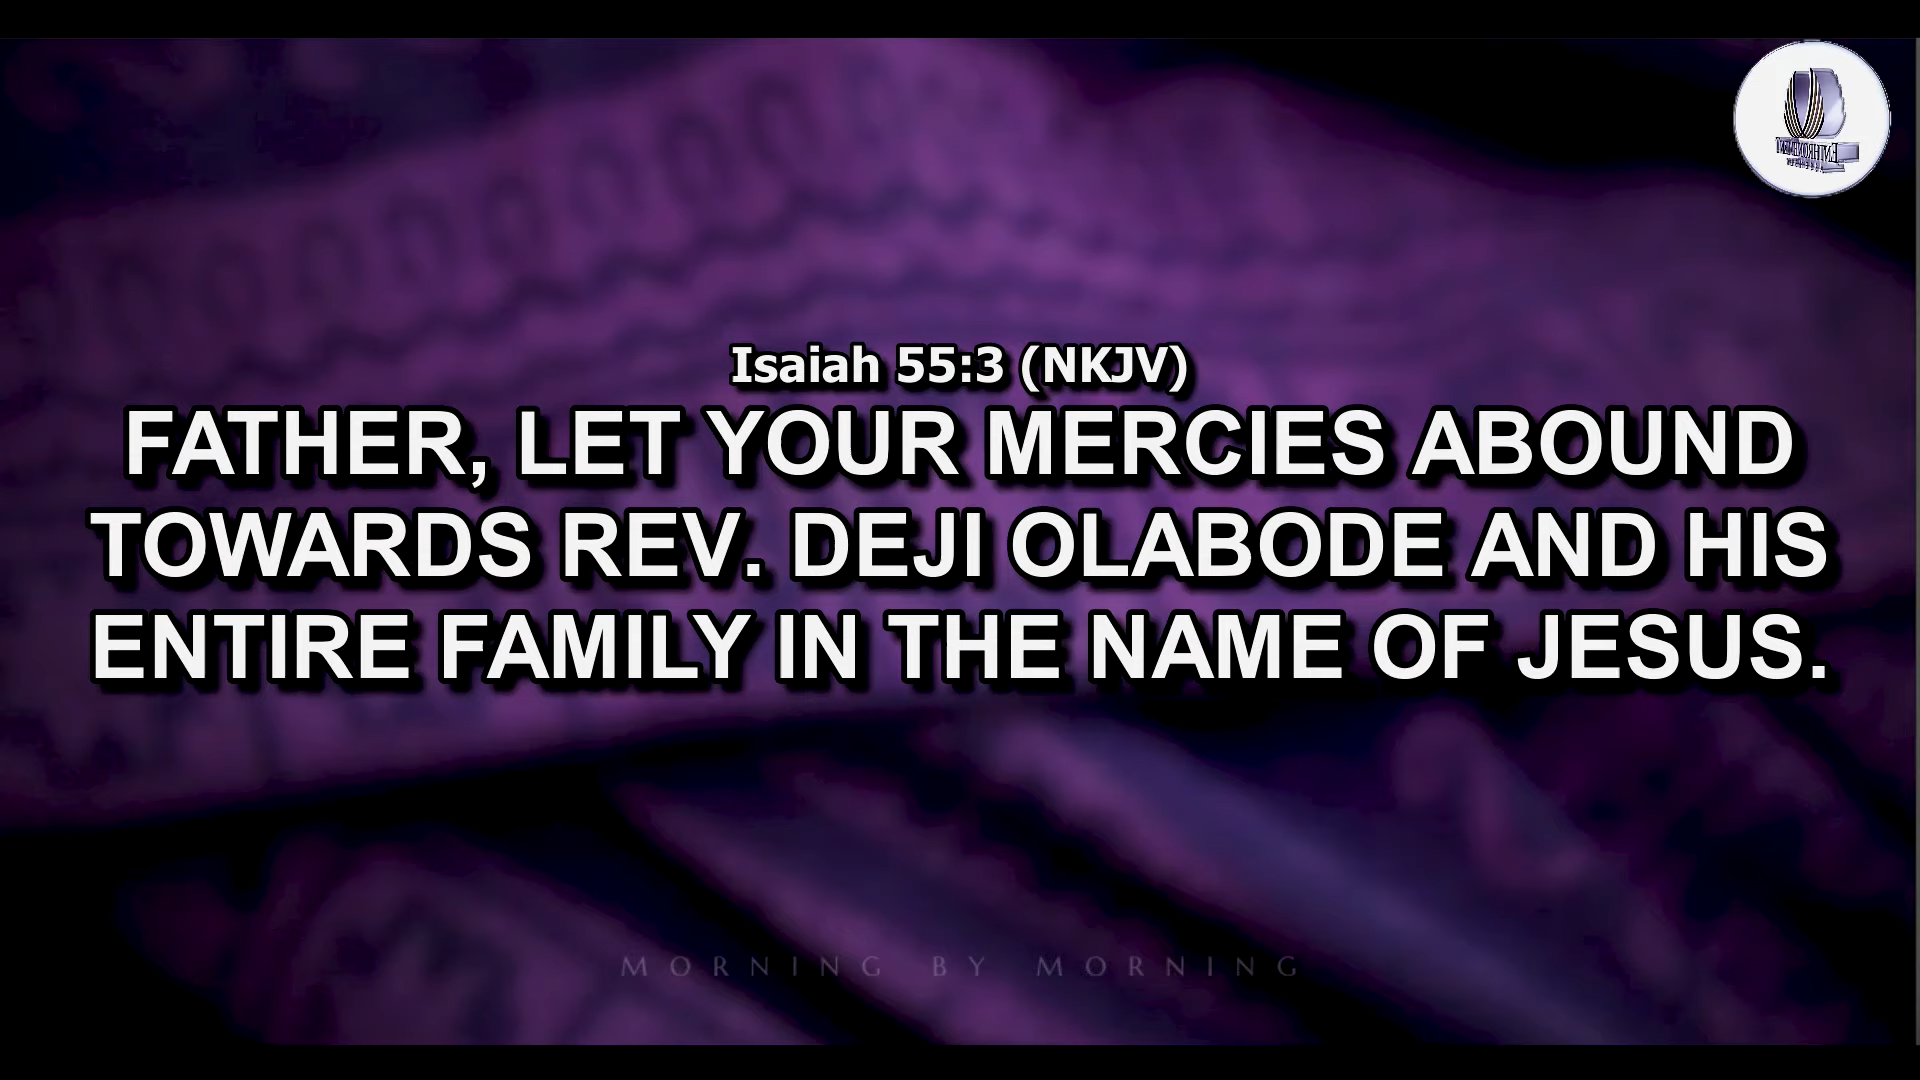 Isaiah 55:3 (NKJV)
FATHER, LET YOUR MERCIES ABOUND
TOWARDS REV. DEJI OLABODE AND HIS
ENTIRE FAMILY IN THE NAME OF JESUS.
MORNING BY MORNING